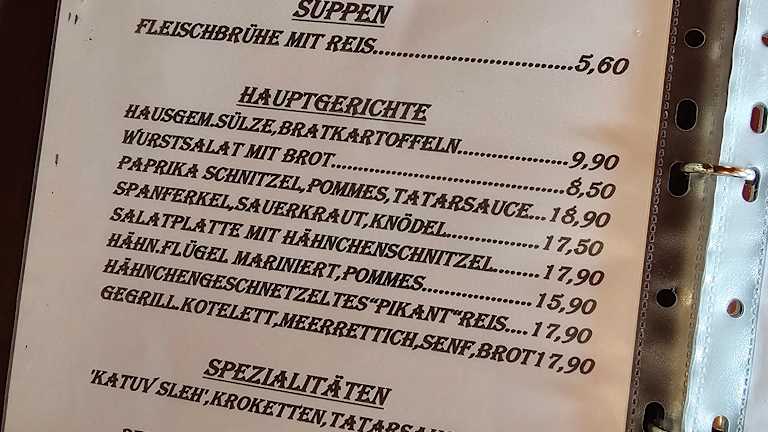 SUPPEN
FLEISCHBRÜHE MIT REIS.................................5,60
HAUPTGERICHTE
HAUSGEM.SÜLZE,BRATKARTOFFELN..................9,90
WURSTSALAT MIT BROT.......................................8,50
PAPRIKA SCHNITZEL,POMMES,TATARSAUCE...18,90
SPANFERKEL,SAUERKRAUT,KNÖDEL...............17,50
SALATPLATTE MIT HÄHNCHENSCHNITZEL.......17,90
HÄHN.FLÜGEL MARINIERT,POMMES...................15,90
HÄHNCHENGESCHNETZELTES"PIKANT"REIS....17,90
GEGRILL.KOTELETT,MEERRETTICH,SENF,BROT17,90
SPEZIALITÄTEN
'KATUV SLEH',KROKETTEN,